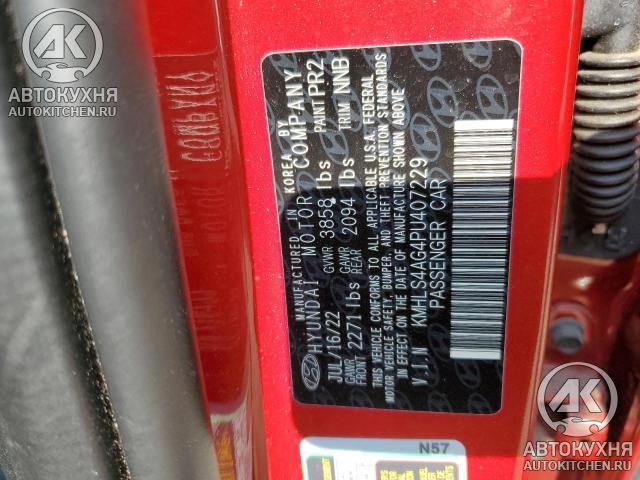 АВТОКУХНЯ
AUTOKITCHEN.RU
MANUFACTURED IN KOREA BY
HYUNDAI MOTOR COMPANY
JUL/16/22 GVWR 3858 lbs PAINT PR2
GAWR FRONT 2271 lbs GAWR REAR 2094 lbs TRIM NNB
THIS VEHICLE CONFORMS TO ALL APPLICABLE U.S.A. FEDERAL
MOTOR VEHICLE SAFETY, BUMPER, AND THEFT PREVENTION STANDARDS
IN EFFECT ON THE DATE OF MANUFACTURE SHOWN ABOVE
V.I.N KMHLS4AG4PU407229
PASSENGER CAR
N57
АВТОКУХНЯ
AUTOKITCHEN.RU